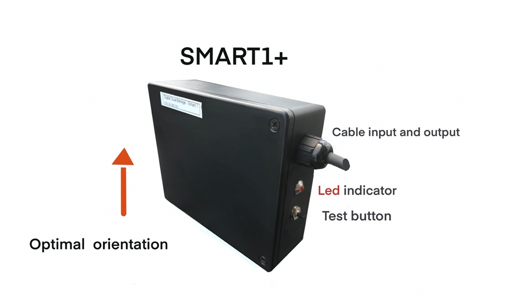 SMART1+
Cable input and output
Led indicator
Test button
Optimal orientation